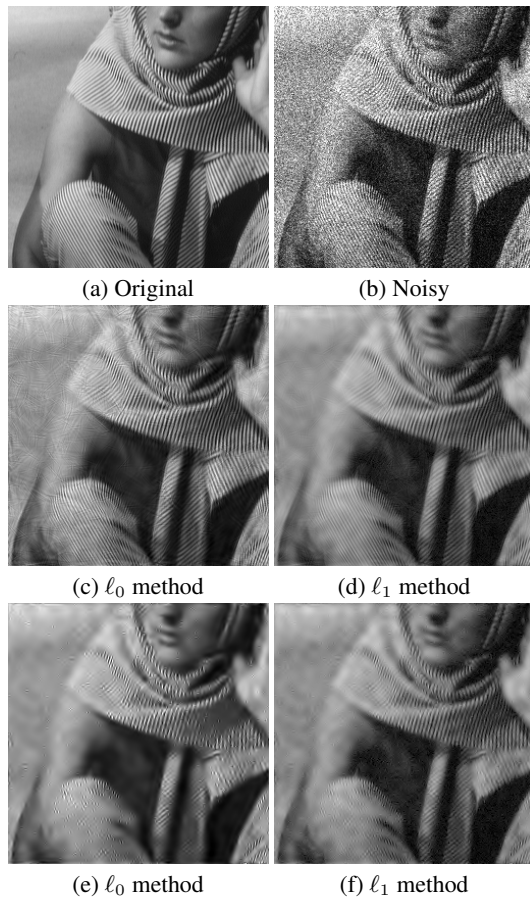 (a) Original
(b) Noisy
(c) ℓ₀ method
(d) ℓ₁ method
(e) ℓ₀ method
(f) ℓ₁ method